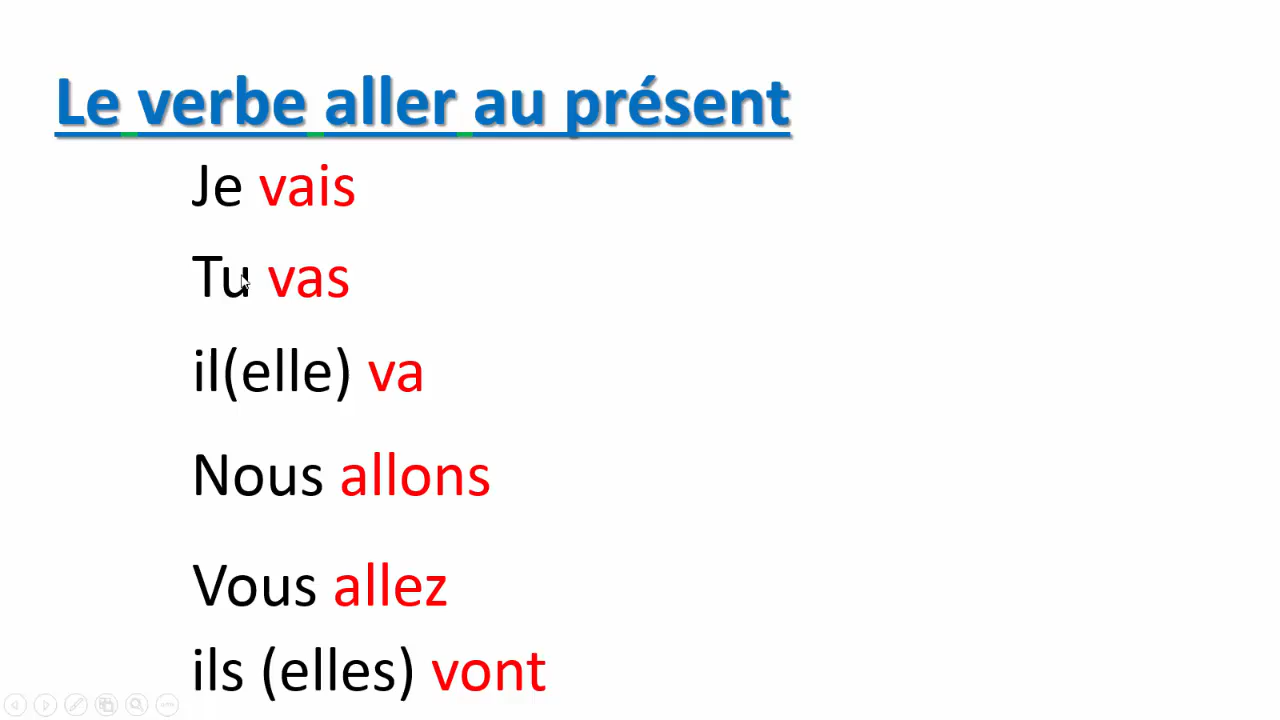 Le verbe aller au présent
Je vais
Tu vas
il(elle) va
Nous allons
Vous allez
ils (elles) vont